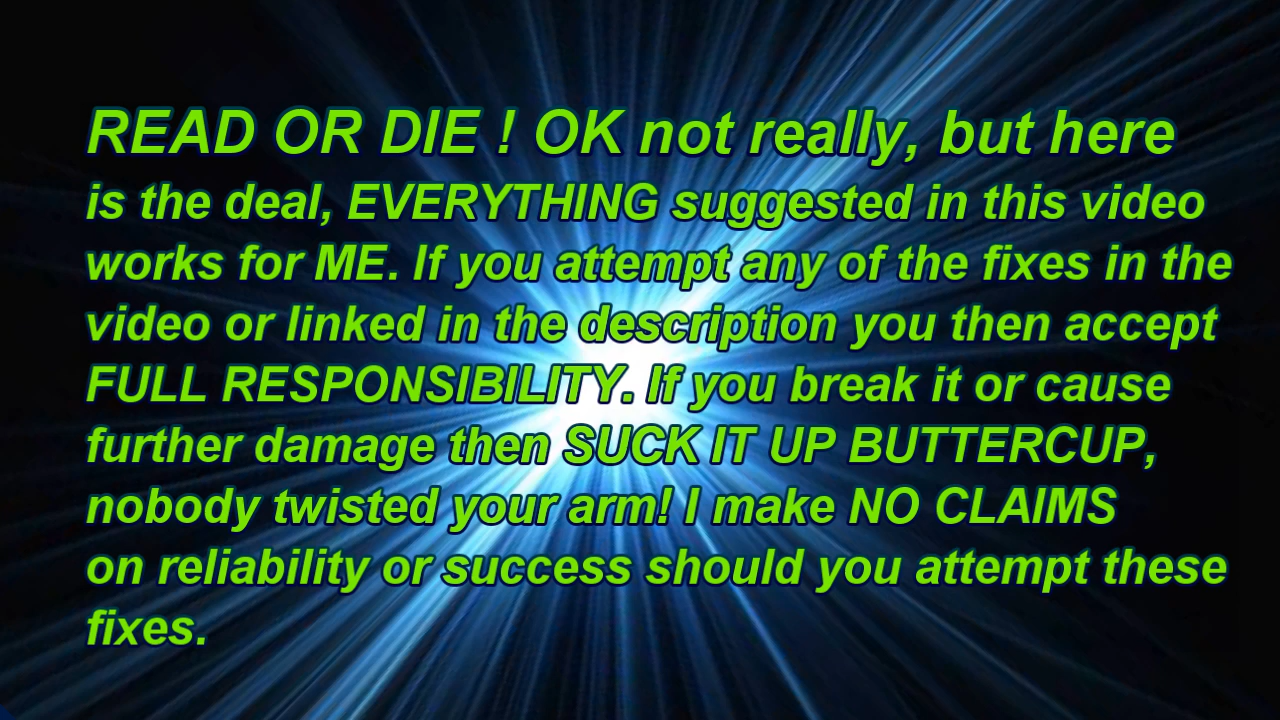 READ OR DIE ! OK not really, but here
is the deal, EVERYTHING suggested in this video
works for ME. If you attempt any of the fixes in the
video or linked in the description you then accept
FULL RESPONSIBILITY. If you break it or cause
further damage then SUCK IT UP BUTTERCUP,
nobody twisted your arm! I make NO CLAIMS
on reliability or success should you attempt these
fixes.